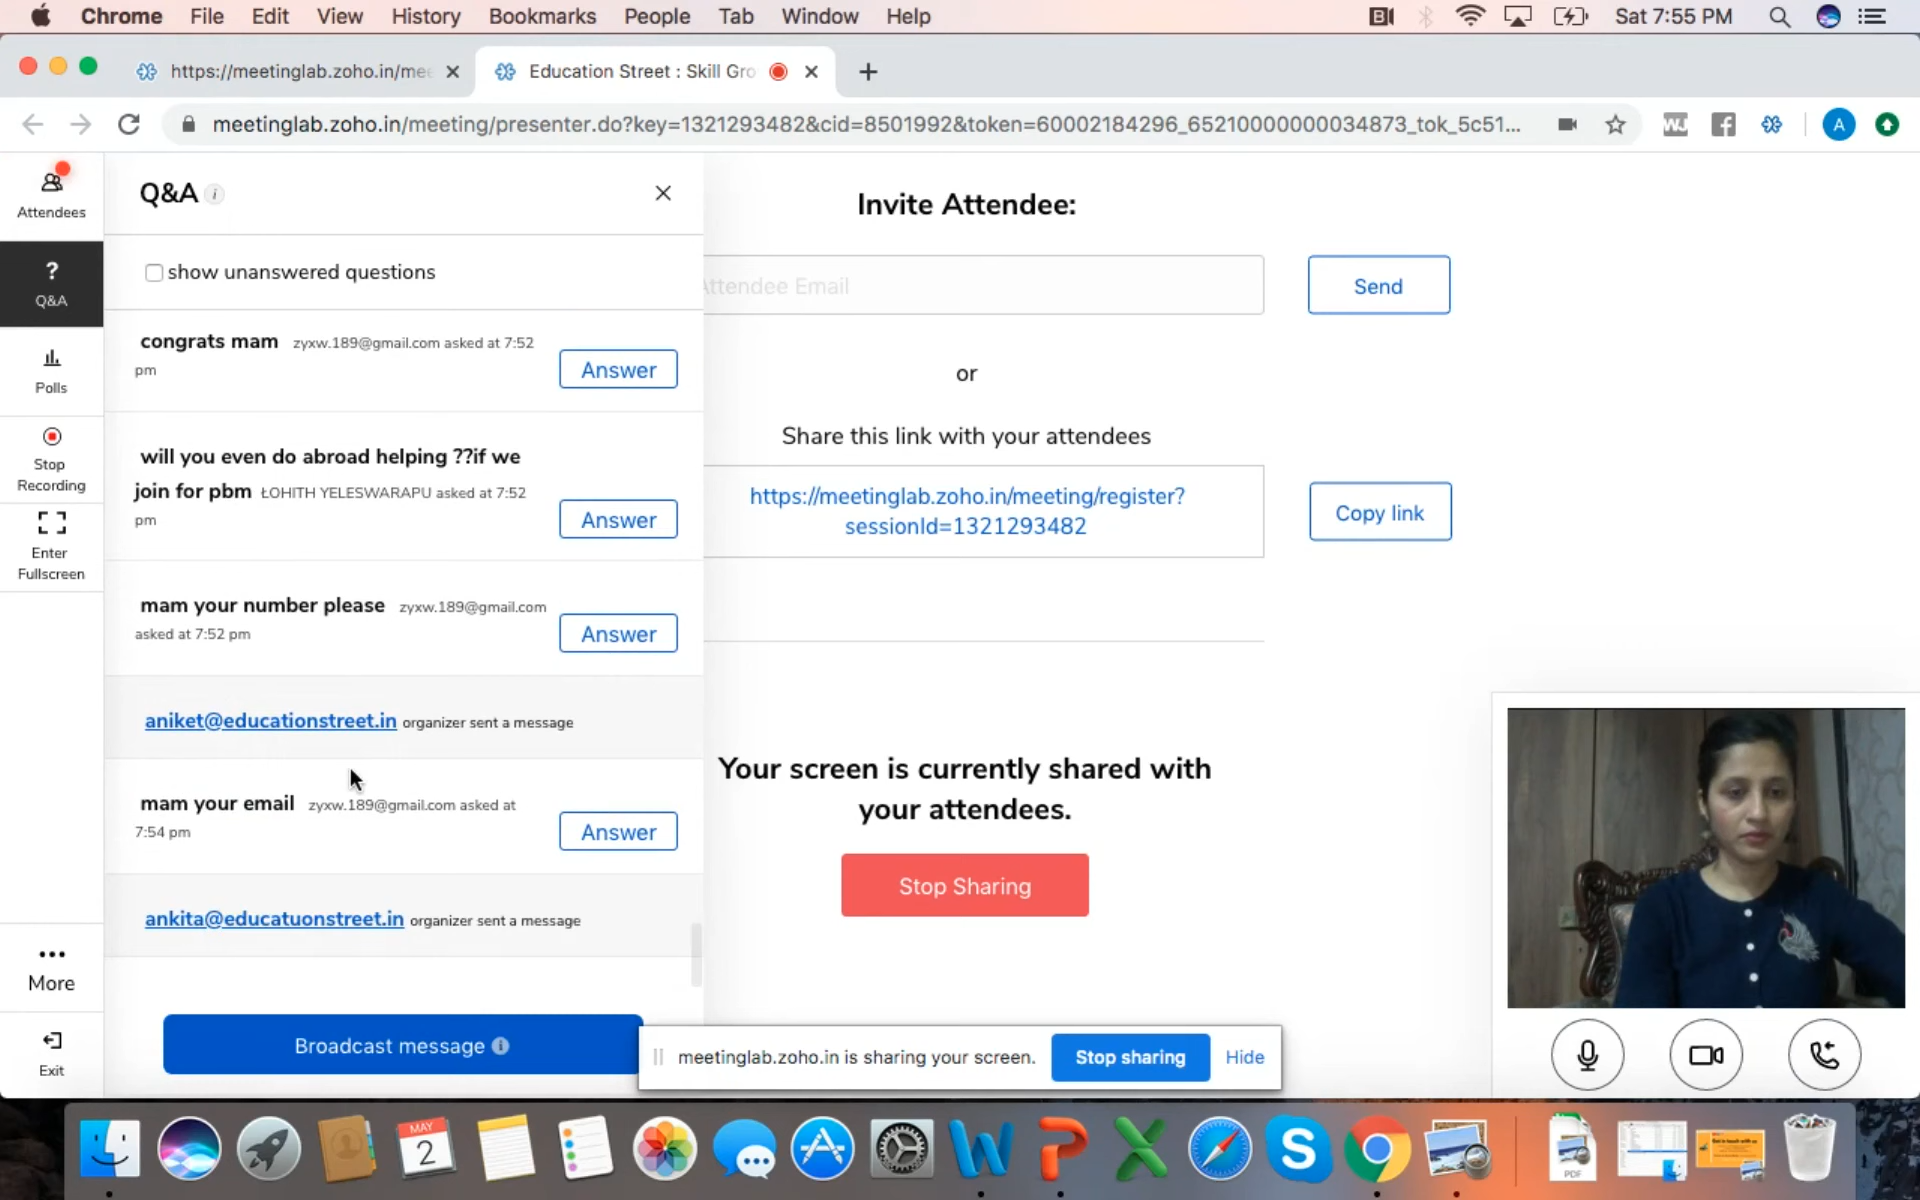 Chrome File Edit View History Bookmarks People Tab Window Help
Sat 7:55 PM
https://meetinglab.zoho.in/mee
Education Street : Skill Gro
meetinglab.zoho.in/meeting/presenter.do?key=1321293482&cid=8501992&token=60002184296_65210000000034873_tok_5c51...
A
Attendees
?
Q&A
Polls
Stop
Recording
Enter
Fullscreen
More
Exit
Q&A i
show unanswered questions
congrats mam zyxw.189@gmail.com asked at 7:52
pm
Answer
will you even do abroad helping ??if we
join for pbm ŁOHITH YELESWARAPU asked at 7:52
pm
Answer
mam your number please zyxw.189@gmail.com
asked at 7:52 pm
Answer
aniket@educationstreet.in organizer sent a message
mam your email zyxw.189@gmail.com asked at
7:54 pm
Answer
ankita@educatuonstreet.in organizer sent a message
Broadcast message i
Invite Attendee:
Attendee Email
Send
or
Share this link with your attendees
https://meetinglab.zoho.in/meeting/register?
sessionId=1321293482
Copy link
Your screen is currently shared with
your attendees.
Stop Sharing
meetinglab.zoho.in is sharing your screen. Stop sharing Hide
MAY
2
PDF